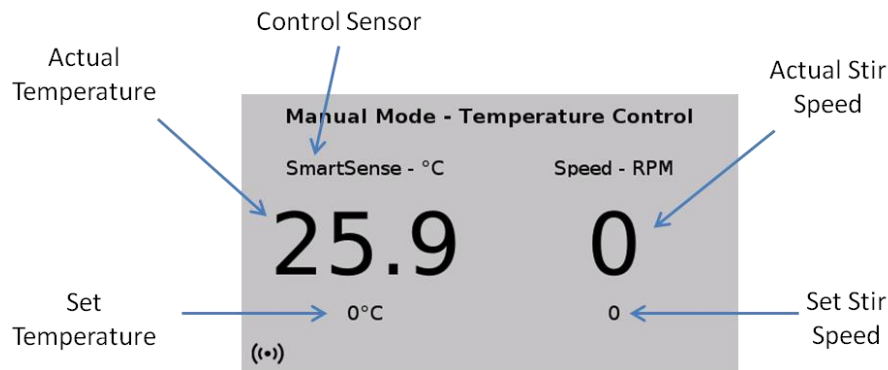 Control Sensor
Actual
Temperature
Actual Stir
Speed
Manual Mode - Temperature Control
SmartSense - °C
Speed - RPM
25.9
0
Set
Temperature
0°C
0
Set Stir
Speed